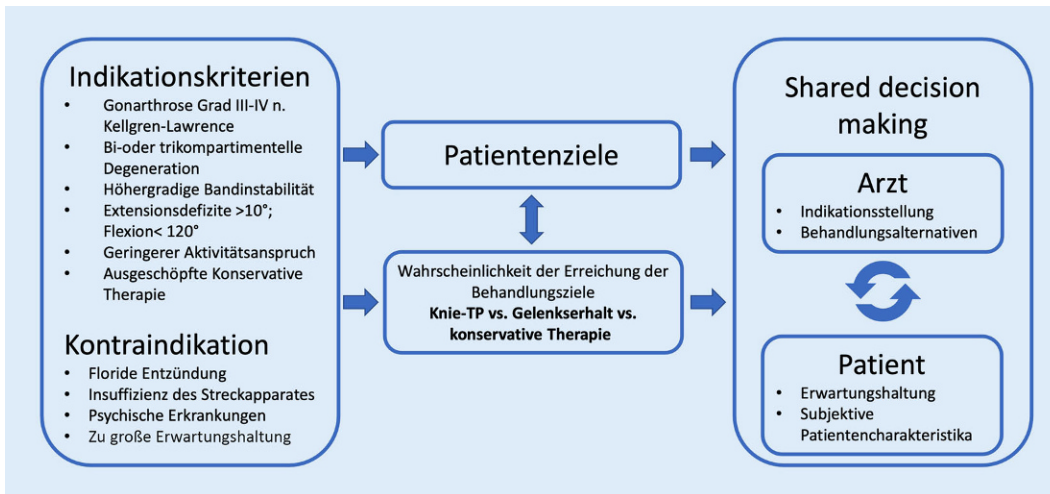 Indikationskriterien
• Gonarthrose Grad III-IV n.
Kellgren-Lawrence
• Bi-oder trikompartimentelle
Degeneration
• Höhergradige Bandinstabilität
• Extensionsdefizite >10°;
Flexion< 120°
• Geringerer Aktivitätsanspruch
• Ausgeschöpfte Konservative
Therapie
Kontraindikation
• Floride Entzündung
• Insuffizienz des Streckapparates
• Psychische Erkrankungen
• Zu große Erwartungshaltung
Patientenziele
Wahrscheinlichkeit der Erreichung der
Behandlungsziele
Knie-TP vs. Gelenkserhalt vs.
konservative Therapie
Shared decision
making
Arzt
• Indikationsstellung
• Behandlungsalternativen
Patient
• Erwartungshaltung
• Subjektive
Patientencharakteristika